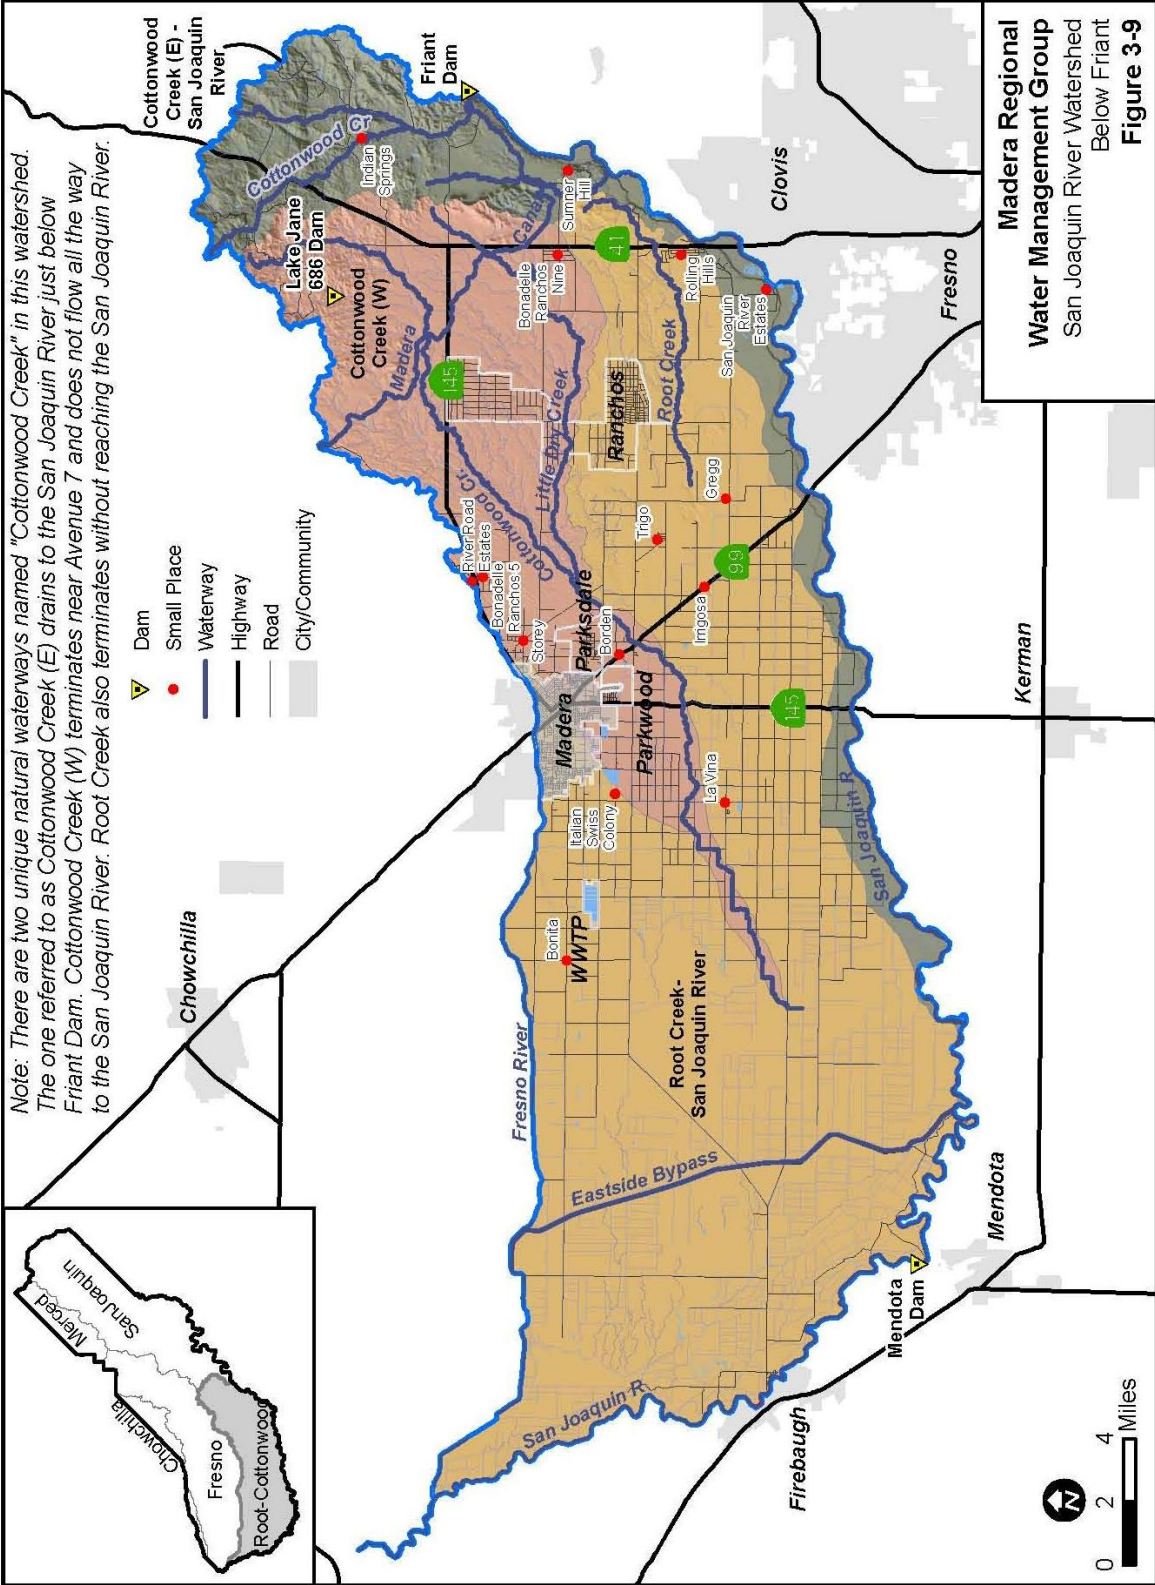 Note: There are two unique natural waterways named "Cottonwood Creek" in this watershed.
The one referred to as Cottonwood Creek (E) drains to the San Joaquin River just below
Friant Dam. Cottonwood Creek (W) terminates near Avenue 7 and does not flow all the way
to the San Joaquin River. Root Creek also terminates without reaching the San Joaquin River.
Merced
San Joaquin
Chowchilla
Fresno
Root-Cottonwood
Dam
Small Place
Waterway
Highway
Road
City/Community
Chowchilla
Cottonwood
Creek (E) -
San Joaquin
River
Cottonwood Cr
Indian
Springs
Friant
Dam
Lake Jane
686 Dam
Cottonwood
Creek (W)
Madera
Canal
Sumner
Hill
145
41
Bonadelle
Ranchos
Nine
Rolling
Hills
San Joaquin
River
Estates
Root Creek
Little Dry Creek
Cottonwood Cr.
Ranchos
River Road
Estates
Bonadelle
Ranchos 5
Storey
Parksdale
Borden
Madera
Parkwood
Trigo
Gregg
99
Irrigosa
145
La Vina
Italian
Swiss
Colony
Bonita
WWTP
Fresno River
Root Creek-
San Joaquin River
San Joaquin R
Eastside Bypass
San Joaquin R
Clovis
Fresno
Kerman
Mendota
Mendota
Dam
Firebaugh
N
0 2 4
Miles
Madera Regional
Water Management Group
San Joaquin River Watershed
Below Friant
Figure 3-9